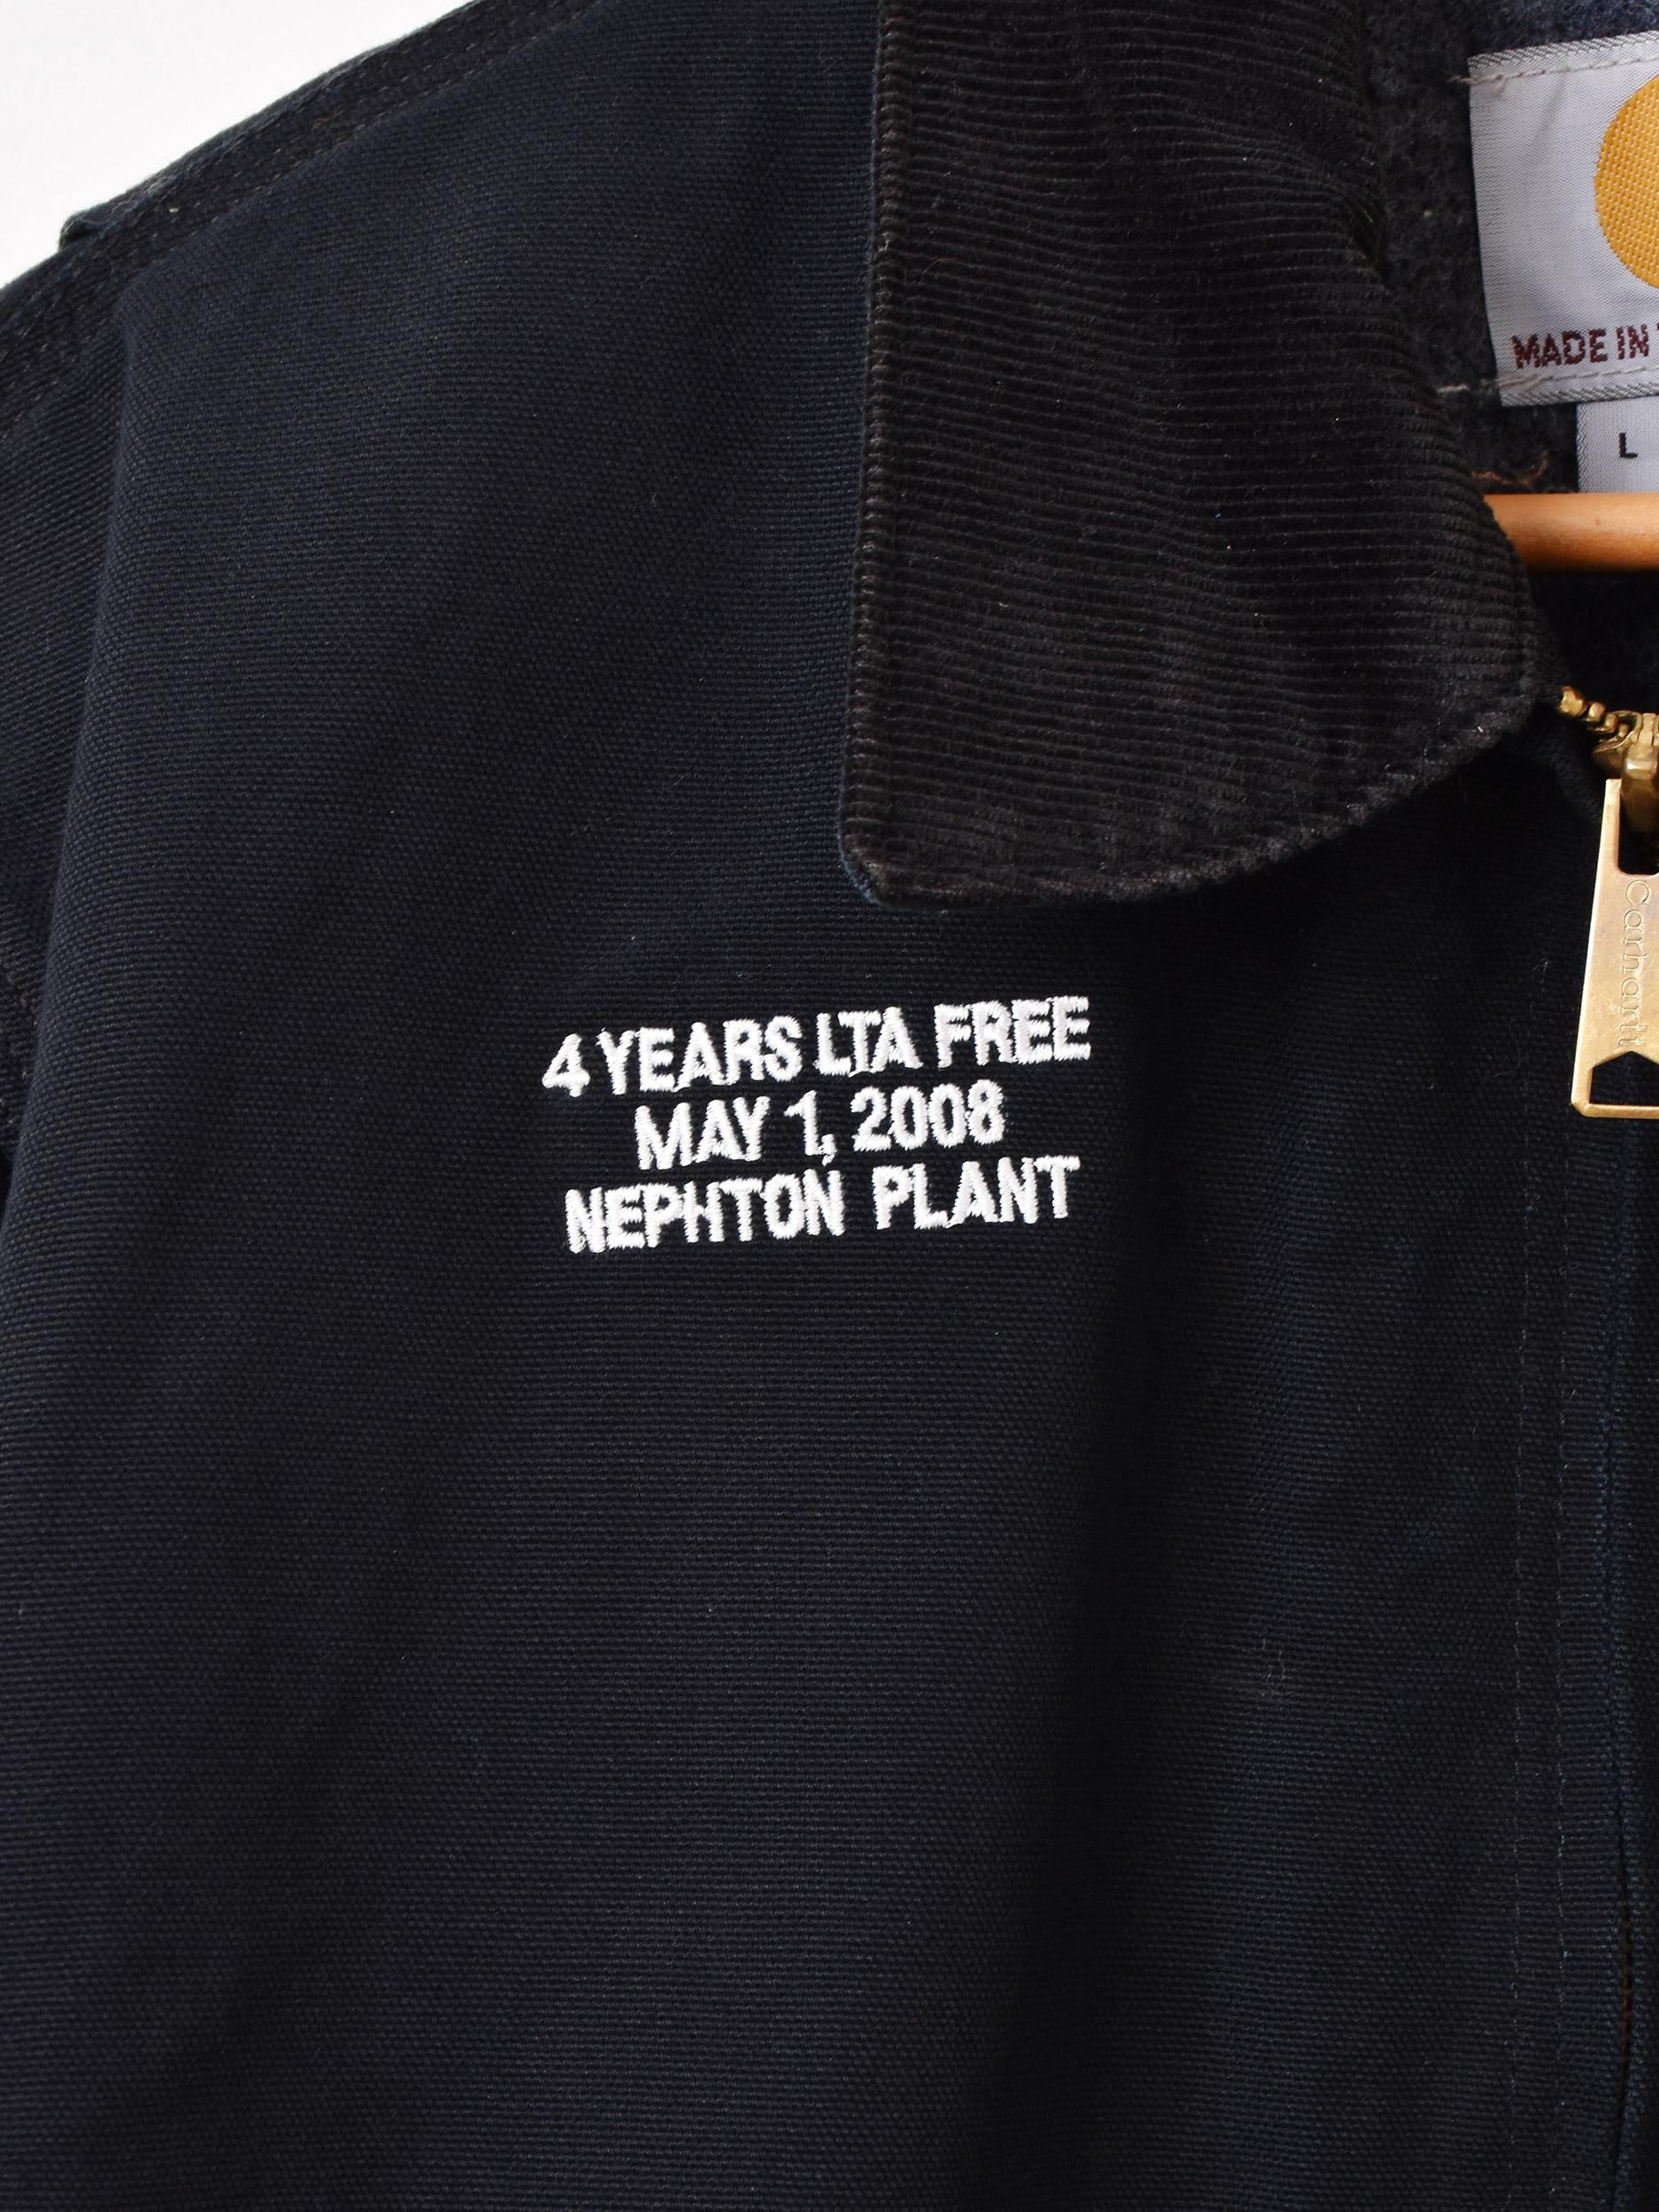 MADE IN
L
Carhartt
4 YEARS LTA FREE
MAY 1, 2008
NEPHTON PLANT